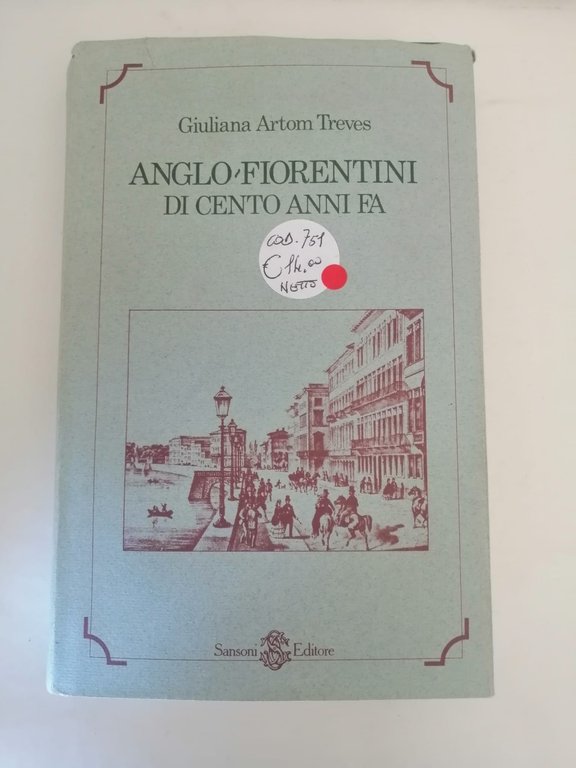 Giuliana Artom Treves
ANGLO-FIORENTINI
DI CENTO ANNI FA
COD. 751
€ 14,00
NETTO
Sansoni Editore